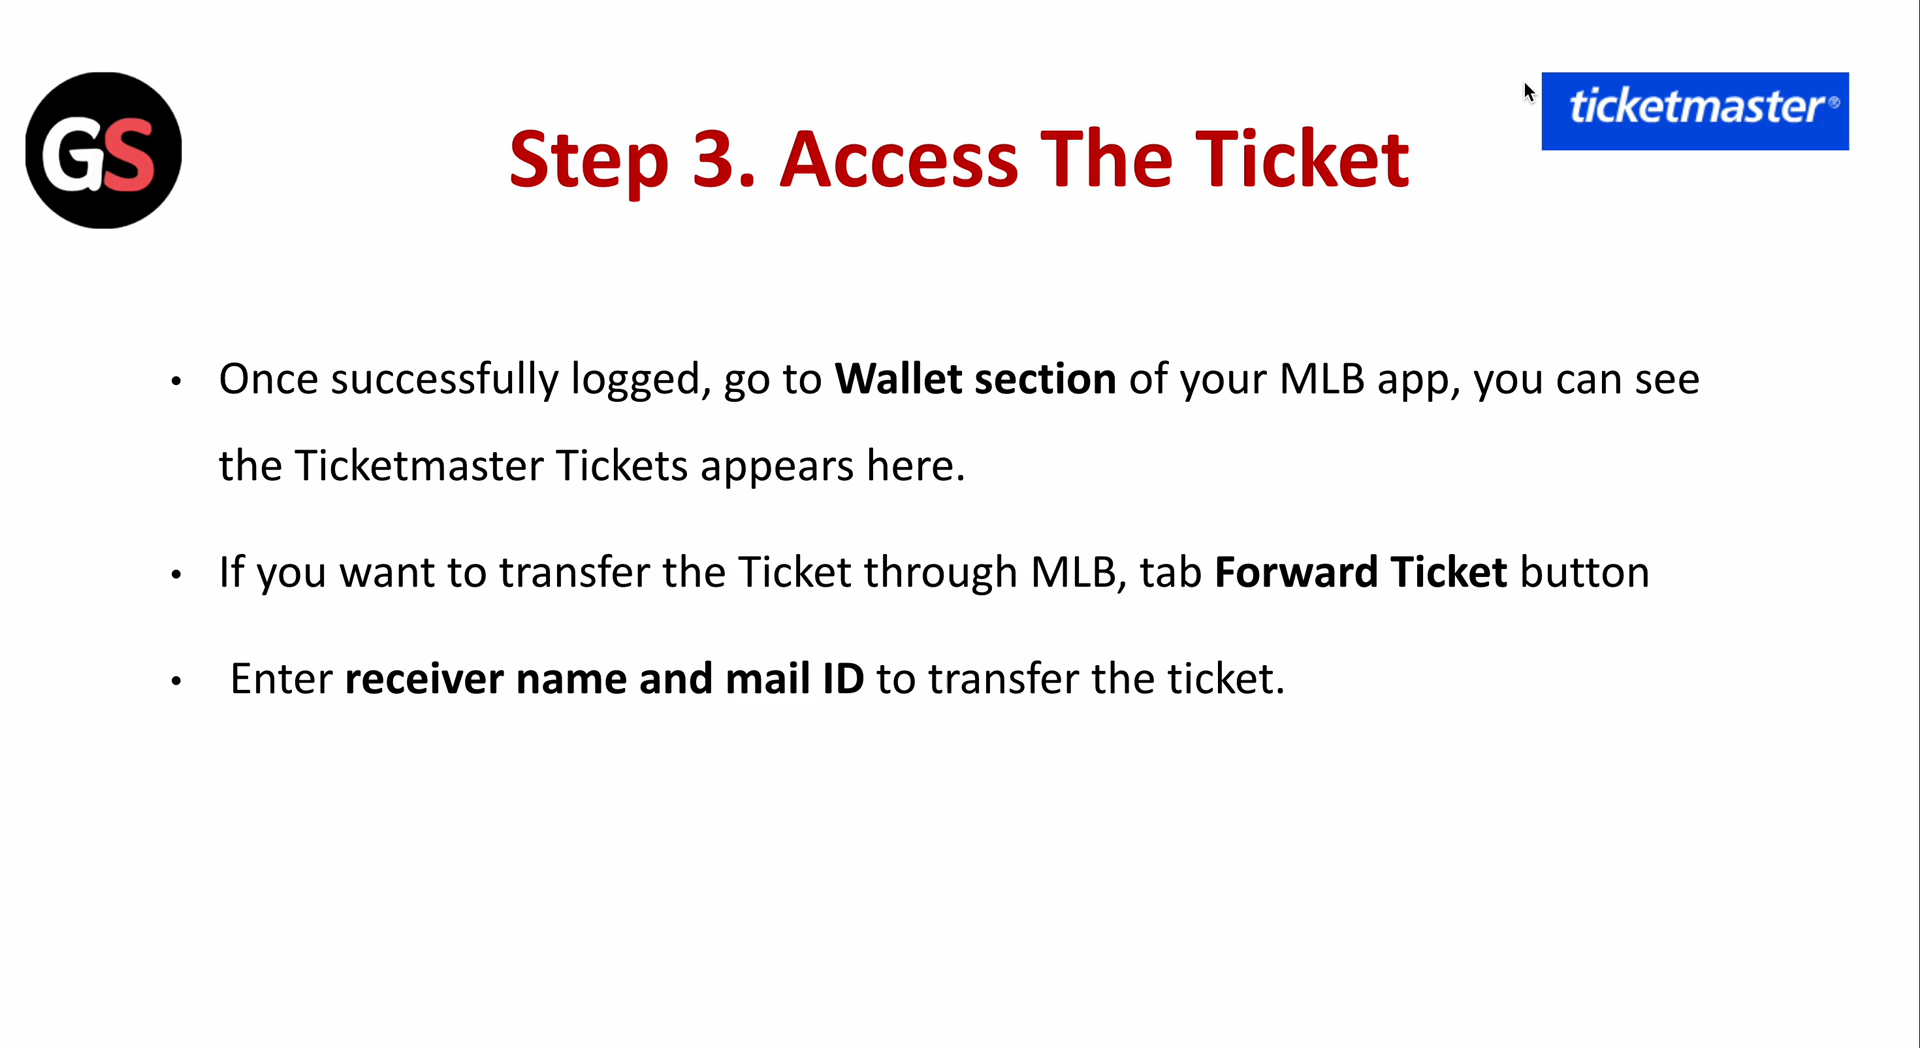 GS
ticketmaster®
Step 3. Access The Ticket
• Once successfully logged, go to Wallet section of your MLB app, you can see
the Ticketmaster Tickets appears here.
• If you want to transfer the Ticket through MLB, tab Forward Ticket button
• Enter receiver name and mail ID to transfer the ticket.